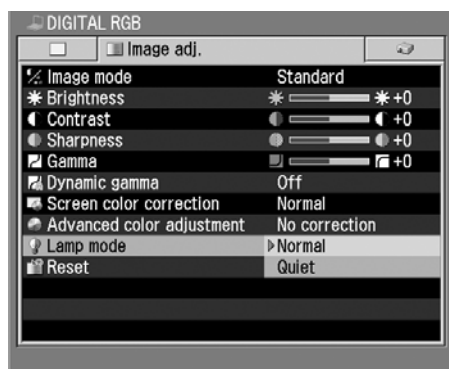 DIGITAL RGB
Image adj.
Image mode Standard
Brightness +0
Contrast +0
Sharpness +0
Gamma +0
Dynamic gamma Off
Screen color correction Normal
Advanced color adjustment No correction
Lamp mode Normal
Reset Quiet